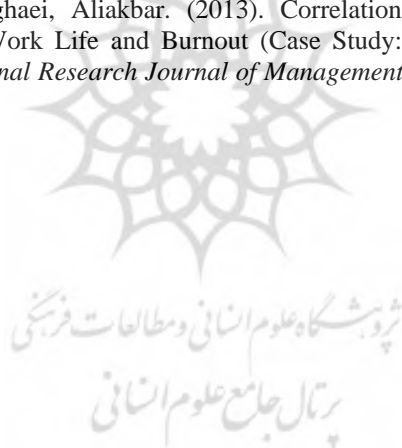 ghaei, Aliakbar. (2013). Correlation
Work Life and Burnout (Case Study:
nal Research Journal of Management
پژوهشگاه علوم انسانی و مطالعات فرهنگی
پرتال جامع علوم انسانی